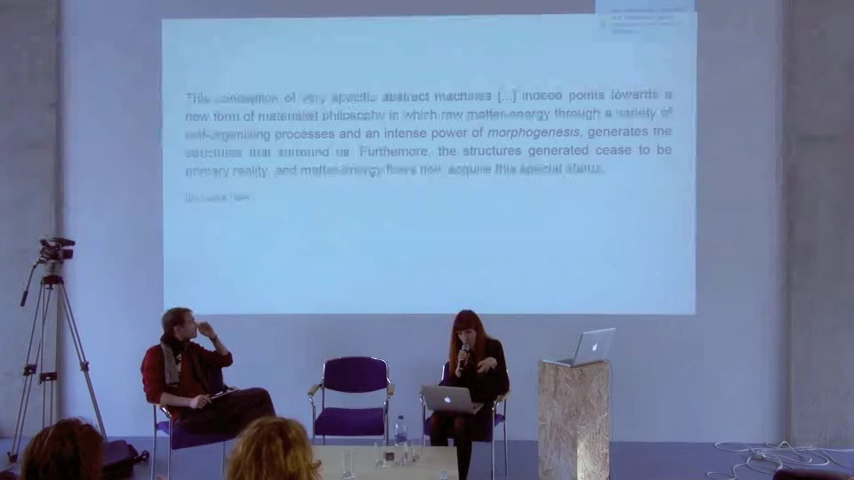 This conception of very specific abstract machines [...] indeed points towards a
new form of materialist philosophy in which raw matter-energy through a variety of
self-organizing processes and an intense power of morphogenesis, generates the
structures that surround us. Furthermore, the structures generated cease to be
primary reality, and matter-energy flows now acquire this special status.